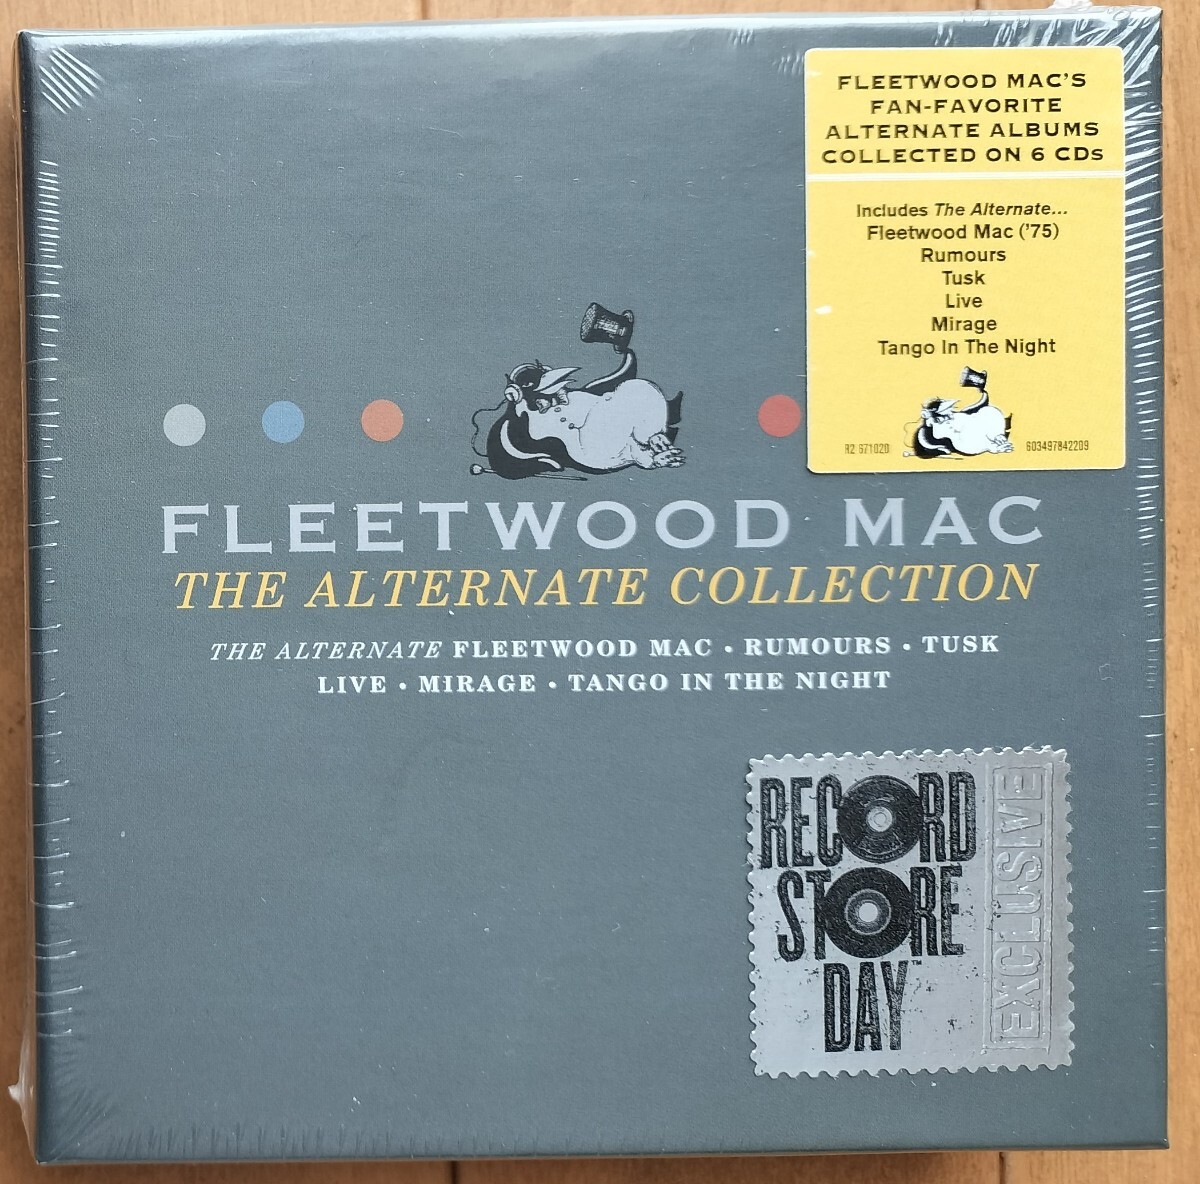 FLEETWOOD MAC'S
FAN-FAVORITE
ALTERNATE ALBUMS
COLLECTED ON 6 CDs
Includes The Alternate...
Fleetwood Mac ('75)
Rumours
Tusk
Live
Mirage
Tango In The Night
R2 671020
603497842209
FLEETWOOD MAC
THE ALTERNATE COLLECTION
THE ALTERNATE FLEETWOOD MAC • RUMOURS • TUSK
LIVE • MIRAGE • TANGO IN THE NIGHT
RECORD
STORE
DAY™
EXCLUSIVE